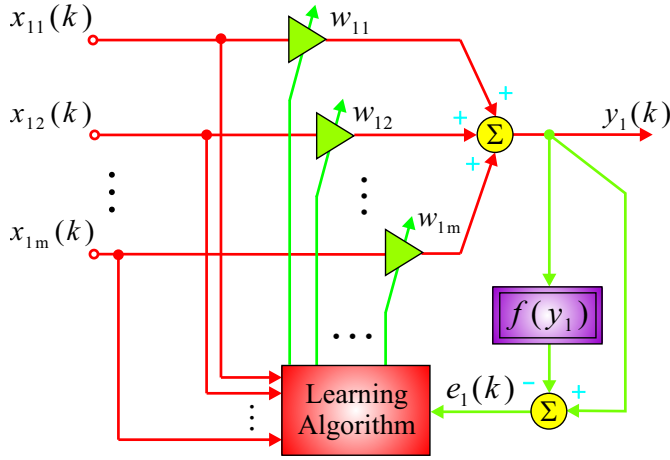 x₁₁(k)
w₁₁
+
x₁₂(k)
w₁₂
+
Σ
y₁(k)
+
x₁ₘ(k)
w₁ₘ
f(y₁)
Learning
Algorithm
e₁(k)
−
+
Σ